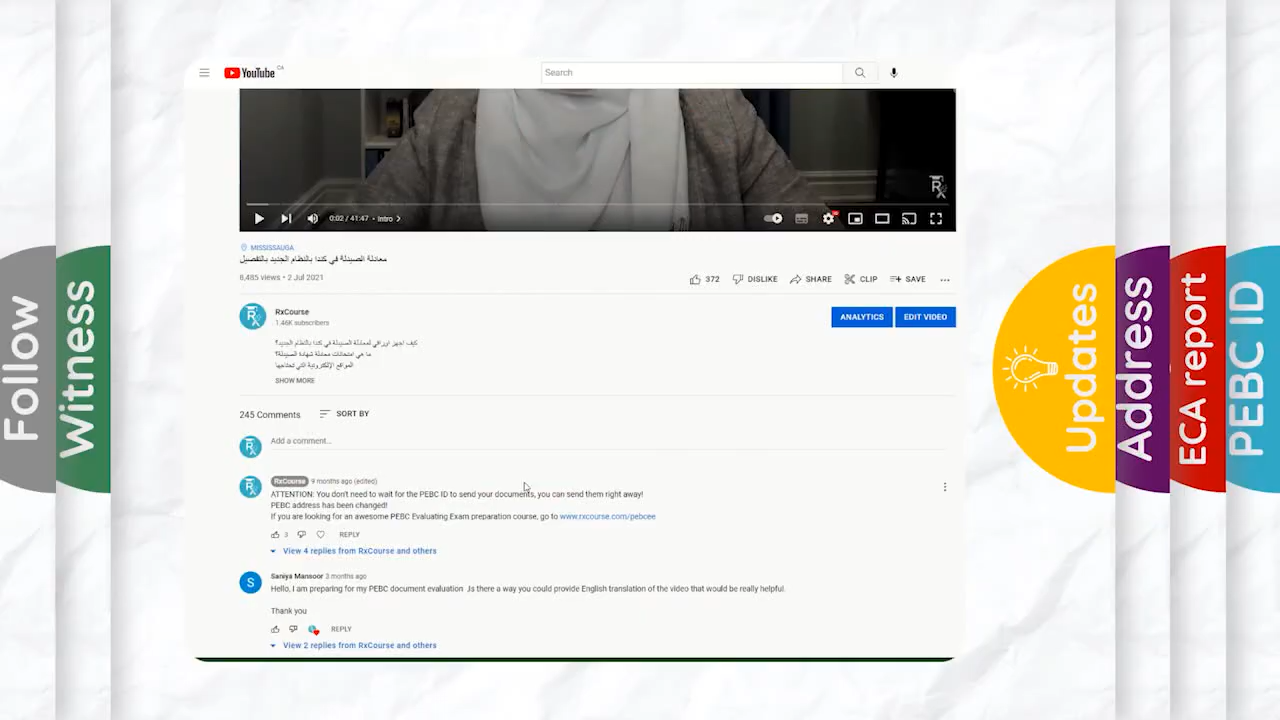 Follow
Witness
YouTube CA
Search
0:02 / 41:47 • Intro
MISSISSAUGA
معادلة الصيدلة في كندا بالنظام الجديد بالتفصيل
6,485 views • 2 Jul 2021
372 DISLIKE SHARE CLIP SAVE
RxCourse
1.46K subscribers
ANALYTICS EDIT VIDEO
كيف اجهز اوراقي لمعادلة الصيدلة في كندا بالنظام الجديد؟
ما هي امتحانات معادلة شهادة الصيدلة؟
المواقع الإلكترونية التي تحتاجها
SHOW MORE
245 Comments SORT BY
Add a comment...
RxCourse 9 months ago (edited)
ATTENTION: You don't need to wait for the PEBC ID to send your documents, you can send them right away!
PEBC address has been changed!
If you are looking for an awesome PEBC Evaluating Exam preparation course, go to www.rxcourse.com/pebcee
3 REPLY
View 4 replies from RxCourse and others
S
Saniya Mansoor 3 months ago
Hello, I am preparing for my PEBC document evaluation .Is there a way you could provide English translation of the video that would be really helpful.
Thank you
REPLY
View 2 replies from RxCourse and others
Updates
Address
ECA report
PEBC ID